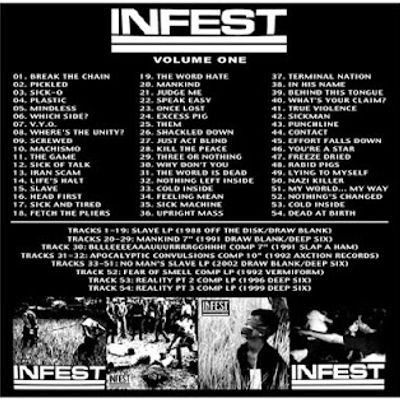 INFEST
VOLUME ONE
01. BREAK THE CHAIN
02. PICKLED
03. SICK-O
04. PLASTIC
05. MINDLESS
06. WHICH SIDE?
07. V.Y.O.
08. WHERE'S THE UNITY?
09. SCREWED
10. MACHISMO
11. THE GAME
12. SICK OF TALK
13. IRAN SCAM
14. LIFE'S HALT
15. SLAVE
16. HEAD FIRST
17. SICK AND TIRED
18. FETCH THE PLIERS
19. THE WORD HATE
20. MANKIND
21. JUDGE ME
22. SPEAK EASY
23. ONCE LOST
24. EXCESS PIG
25. THEM
26. SHACKLED DOWN
27. JUST ACT BLIND
28. KILL THE PEACE
29. THREE OR NOTHING
30. WHY DON'T YOU
31. THE WORLD IS DEAD
32. NOTHING LEFT INSIDE
33. COLD INSIDE
34. FEELING MEAN
35. SICK MACHINE
36. UPRIGHT MASS
37. TERMINAL NATION
38. IN HIS NAME
39. BEHIND THIS TONGUE
40. WHAT'S YOUR CLAIM?
41. TRUE VIOLENCE
42. SICKMAN
43. PUNCHLINE
44. CONTACT
45. EFFORT FALLS DOWN
46. YOU'RE A STAR
47. FREEZE DRIED
48. RABID PIGS
49. LYING TO MYSELF
50. NAZI KILLER
51. MY WORLD... MY WAY
52. NOTHING'S CHANGED
53. COLD INSIDE
54. DEAD AT BIRTH
TRACKS 1-19: SLAVE LP (1988 OFF THE DISK/DRAW BLANK)
TRACKS 20-29: MANKIND 7" (1991 DRAW BLANK/DEEP SIX)
TRACK 30: BLLLEEEEAAAUUURRRRGGHHH! COMP 7" (1991 SLAP A HAM)
TRACKS 31-32: APOCALYPTIC CONVULSIONS COMP 10" (1992 AXCTION RECORDS)
TRACKS 33-51: NO MAN'S SLAVE LP (2002 DRAW BLANK/DEEP SIX)
TRACK 52: FEAR OF SMELL COMP LP (1992 VERMIFORM)
TRACK 53: REALITY PT 2 COMP LP (1996 DEEP SIX)
TRACK 54: REALITY PT 3 COMP LP (1999 DEEP SIX)
INFEST
INFEST
INFEST
INFEST